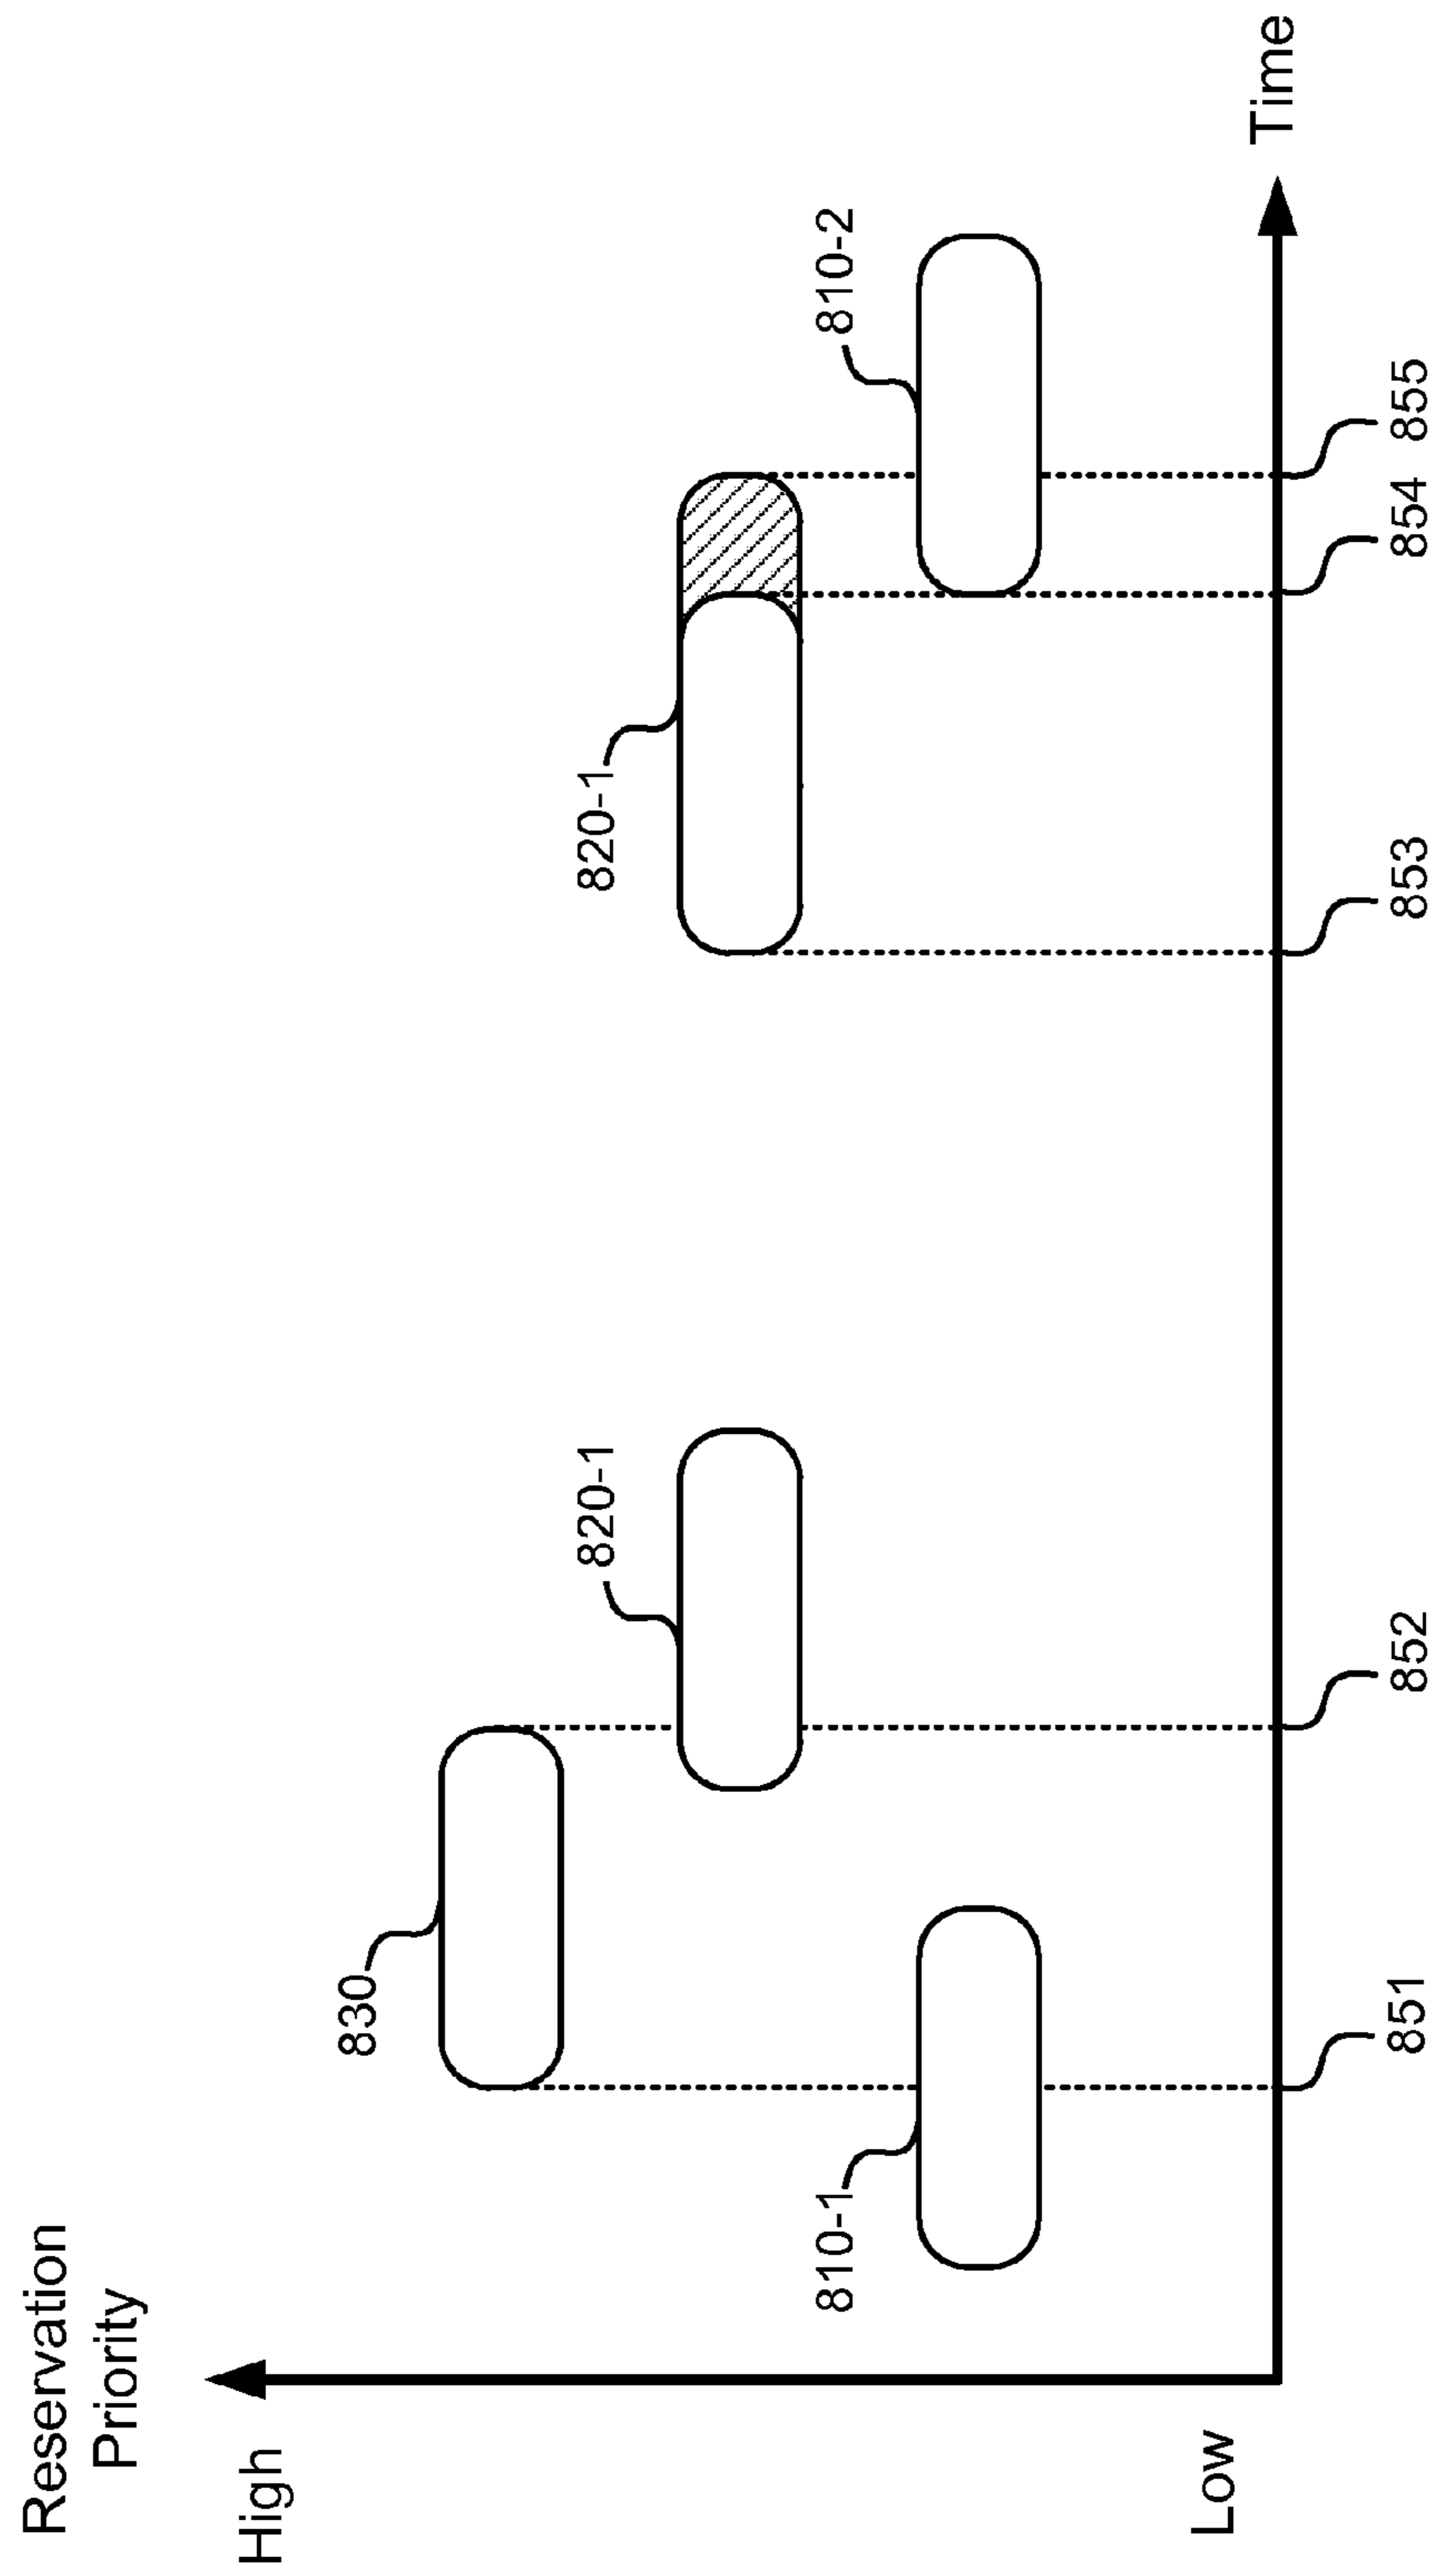 Reservation
Priority
High
830
820-1
820-1
810-1
810-2
Low
Time
851
852
853
854
855